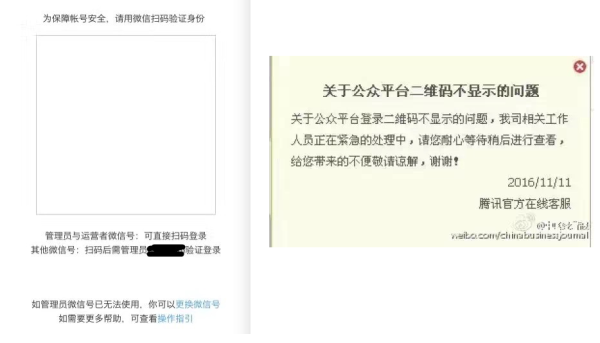 为保障帐号安全，请用微信扫码验证身份
管理员与运营者微信号：可直接扫码登录
其他微信号：扫码后需管理员
验证登录
如管理员微信号已无法使用，你可以更换微信号
如需要更多帮助，可查看操作指引
关于公众平台二维码不显示的问题
关于公众平台登录二维码不显示的问题，我司相关工作
人员正在紧急的处理中，请您耐心等待稍后进行查看，
给您带来的不便敬请谅解，谢谢！
2016/11/11
腾讯官方在线客服
weibo.com/chinabusinessjournal